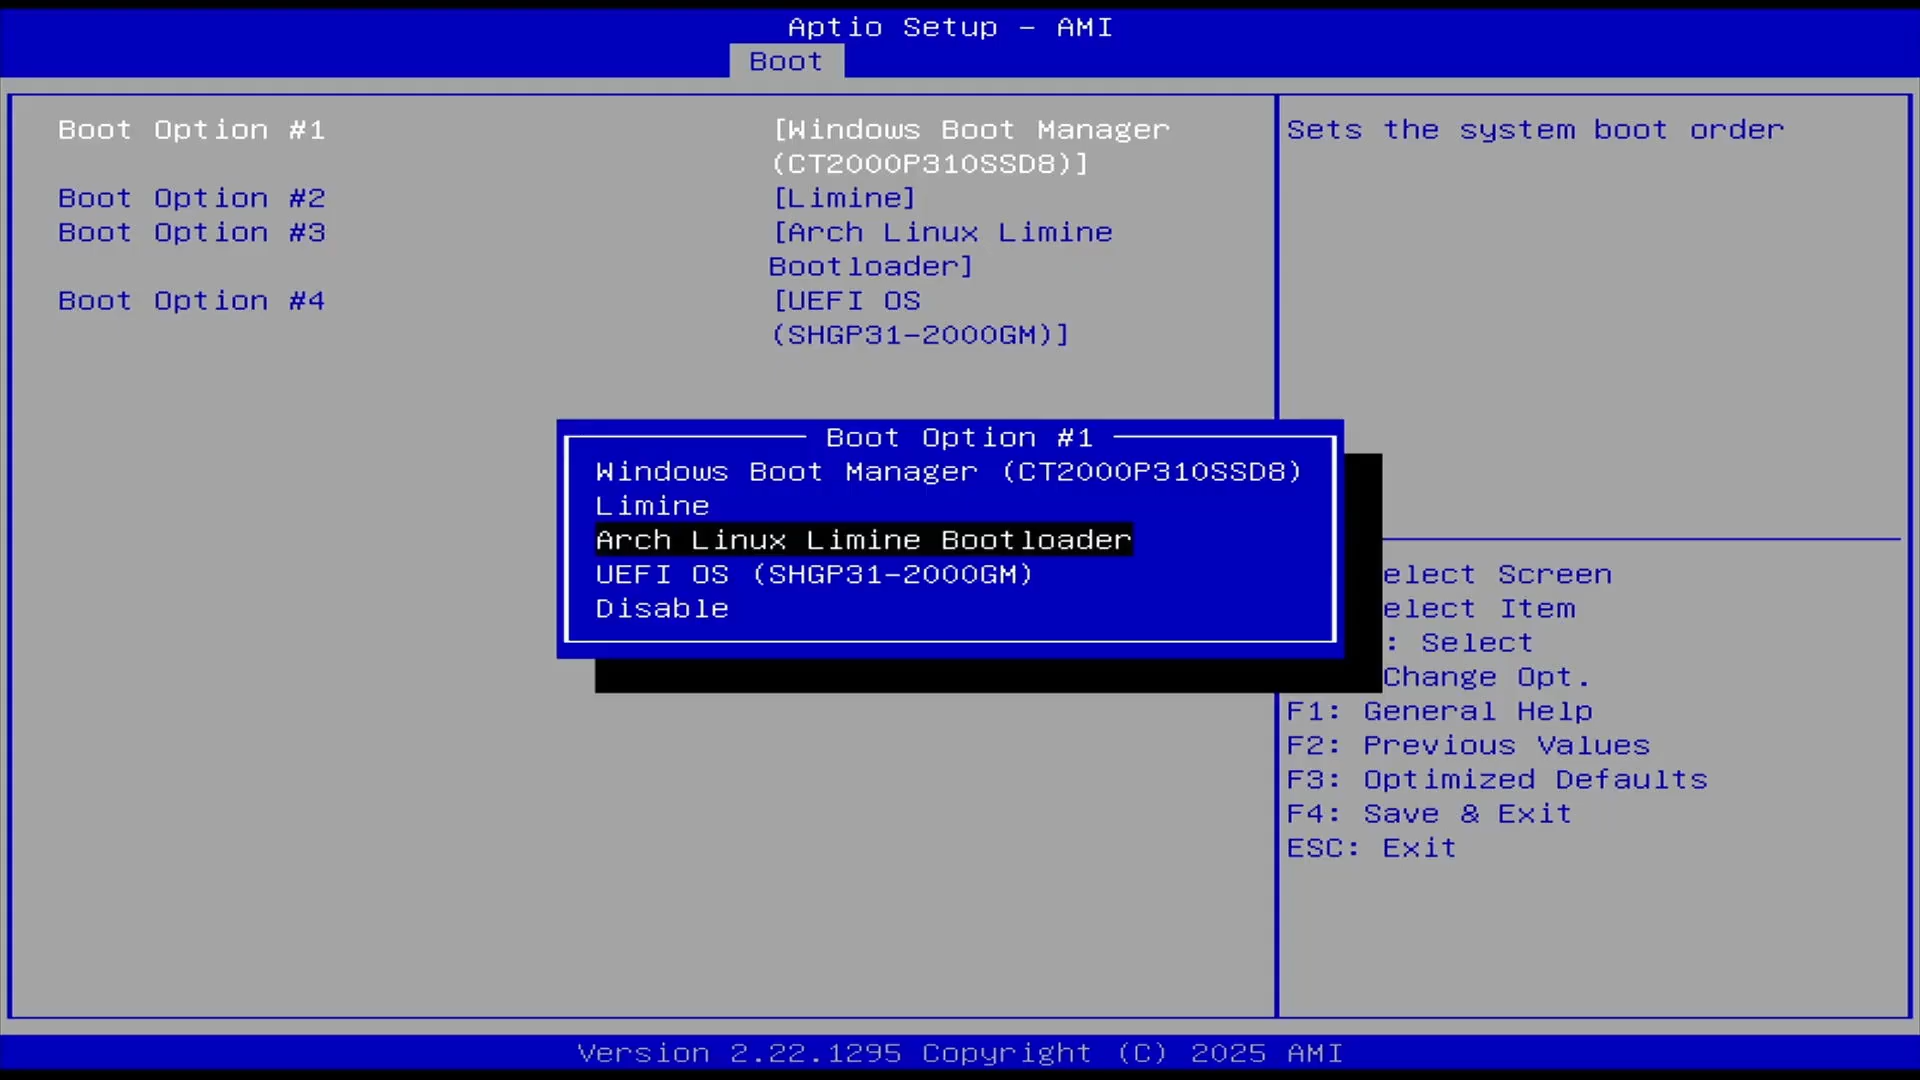 Aptio Setup – AMI
Boot
Boot Option #1
[Windows Boot Manager
(CT2000P310SSD8)]
Boot Option #2
[Limine]
Boot Option #3
[Arch Linux Limine
Bootloader]
Boot Option #4
[UEFI OS
(SHGP31-2000GM)]
Sets the system boot order
Boot Option #1
Windows Boot Manager (CT2000P310SSD8)
Limine
Arch Linux Limine Bootloader
UEFI OS (SHGP31-2000GM)
Disable
elect Screen
elect Item
: Select
Change Opt.
F1: General Help
F2: Previous Values
F3: Optimized Defaults
F4: Save & Exit
ESC: Exit
Version 2.22.1295 Copyright (C) 2025 AMI